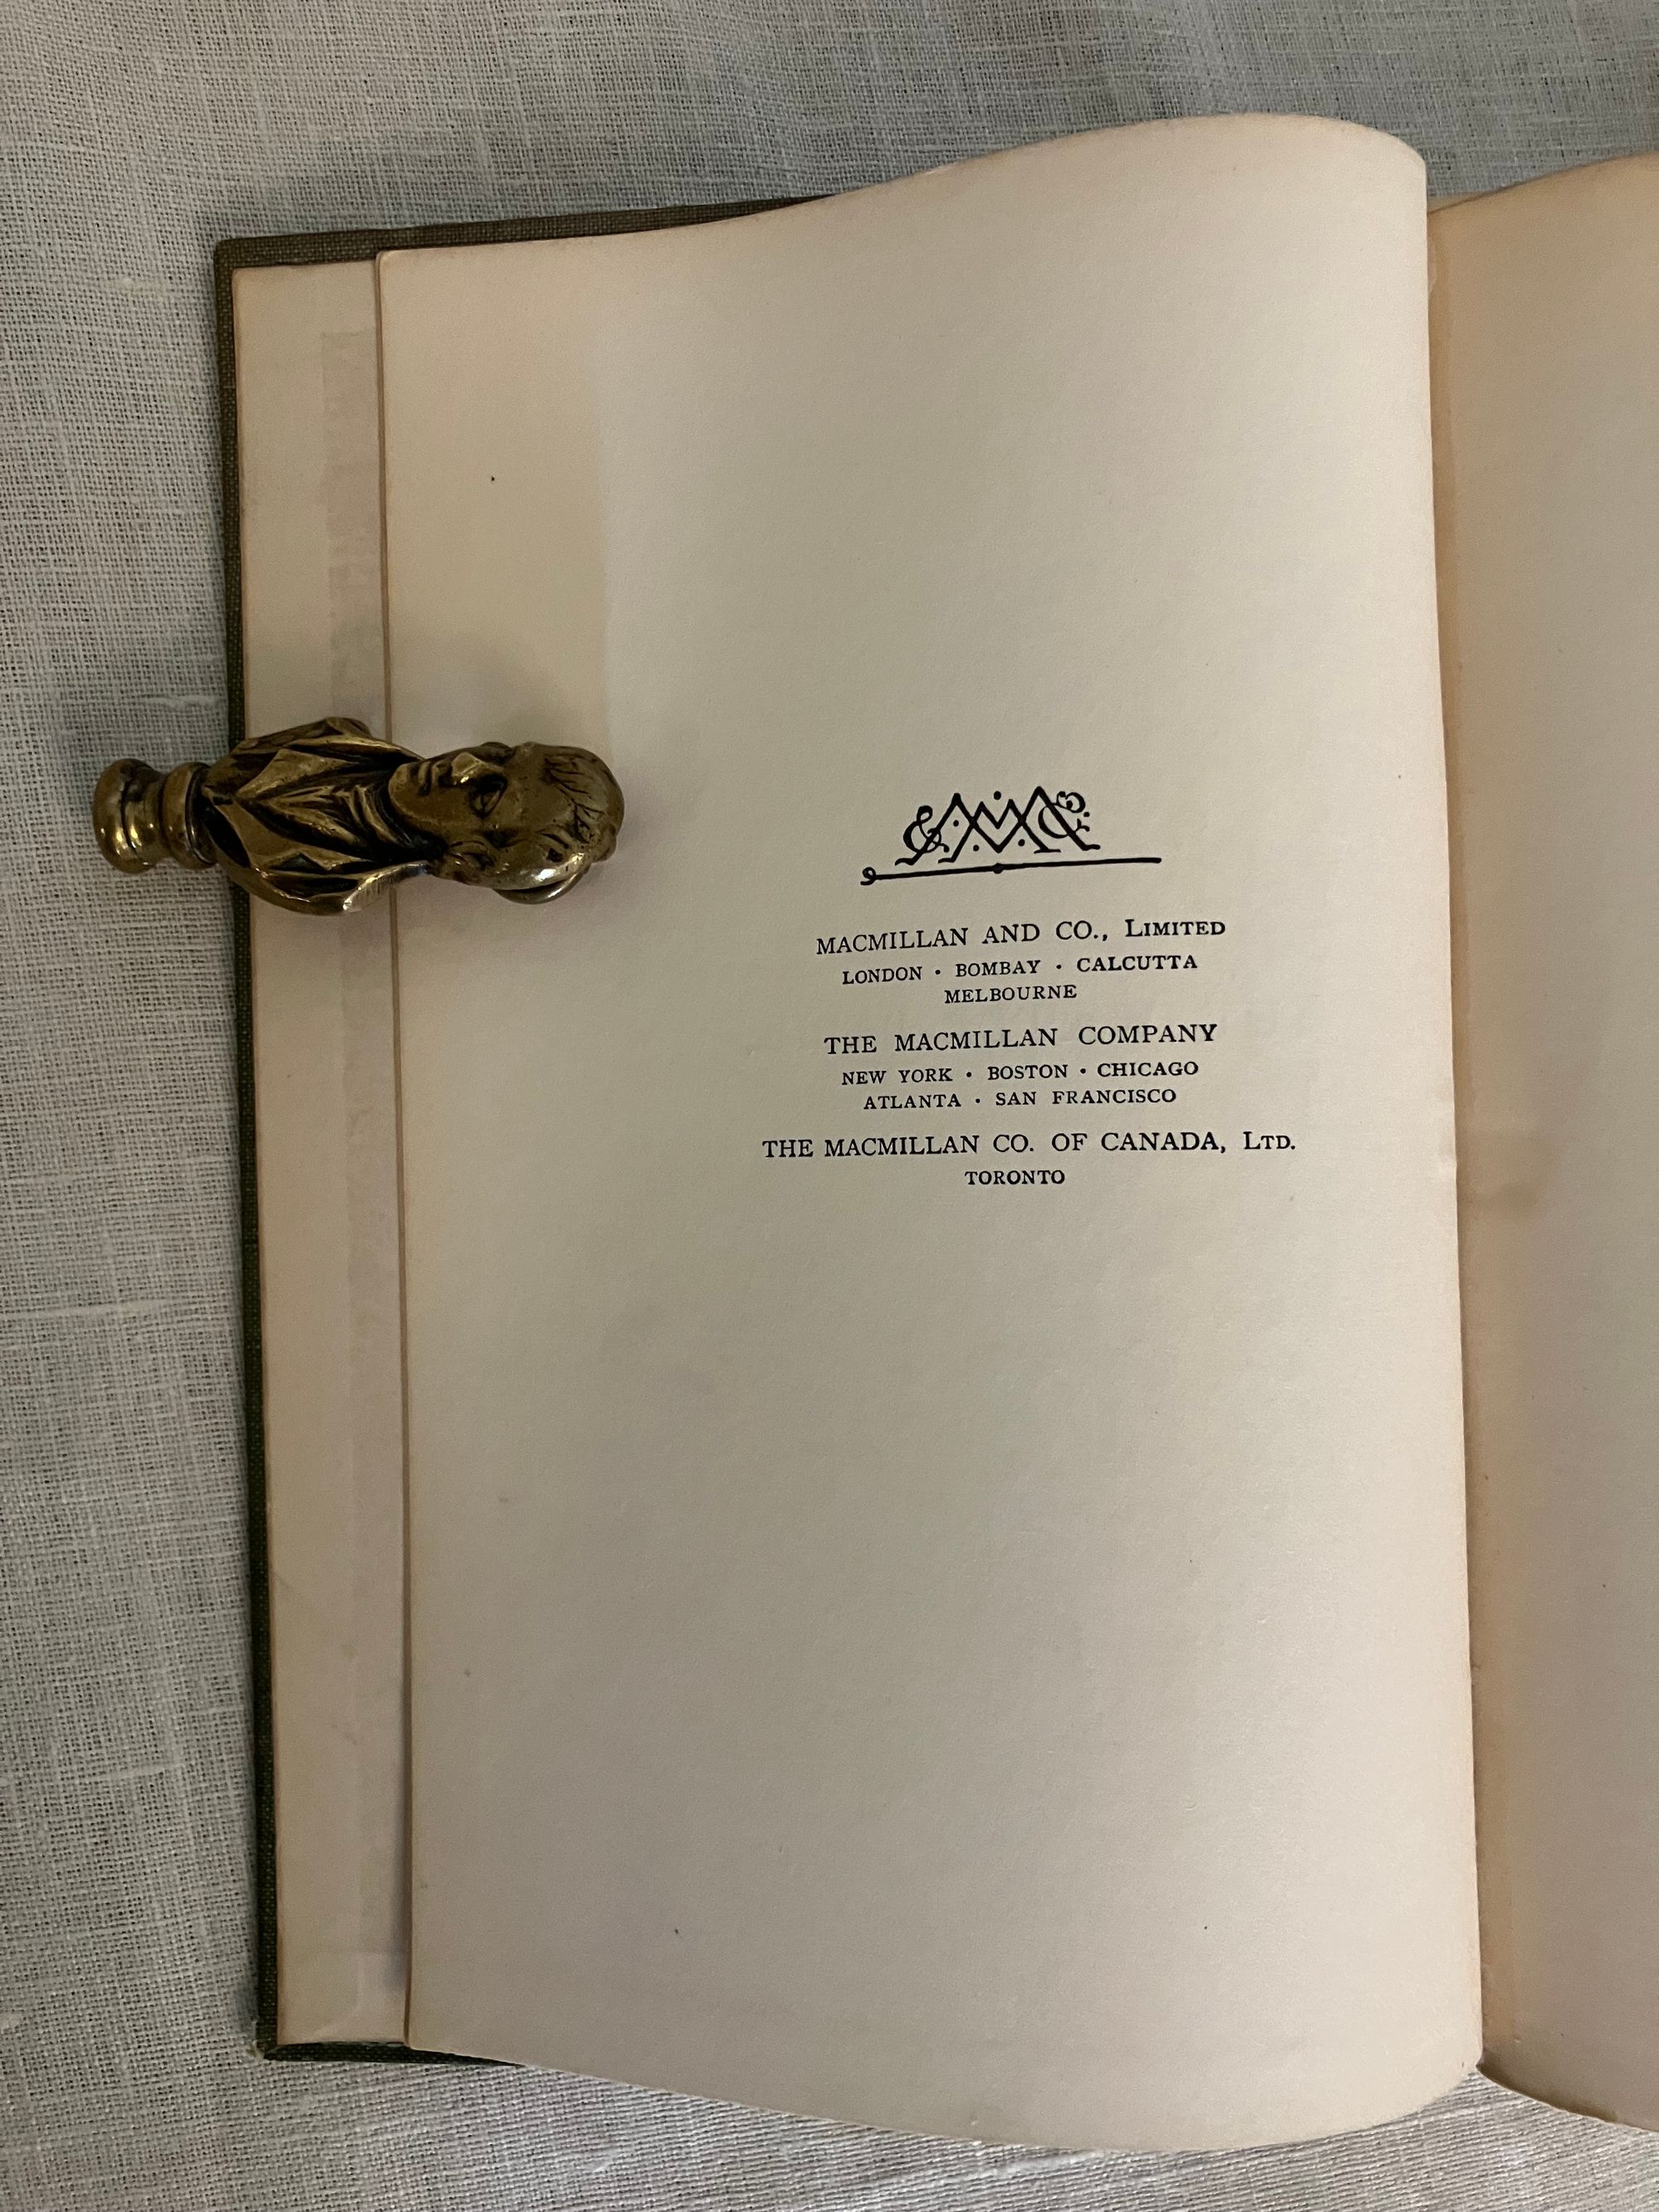 MACMILLAN AND CO., LIMITED
LONDON · BOMBAY · CALCUTTA
MELBOURNE
THE MACMILLAN COMPANY
NEW YORK · BOSTON · CHICAGO
ATLANTA · SAN FRANCISCO
THE MACMILLAN CO. OF CANADA, LTD.
TORONTO